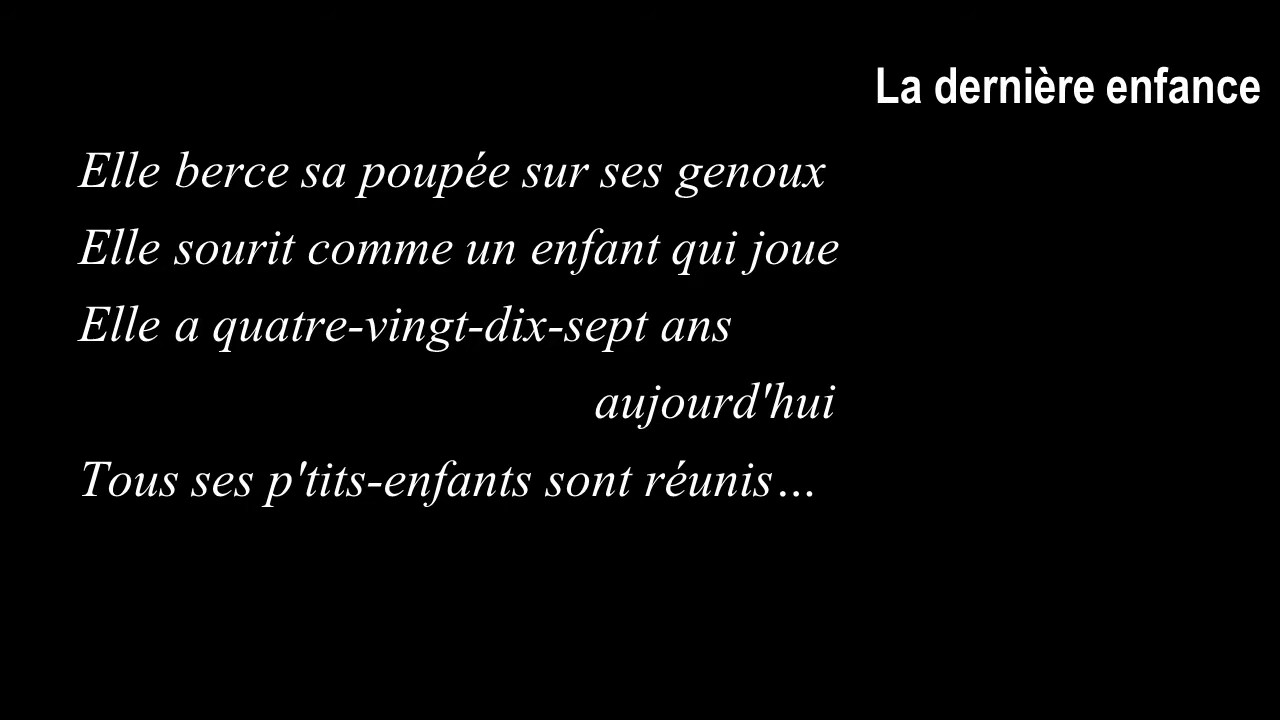 La dernière enfance
Elle berce sa poupée sur ses genoux
Elle sourit comme un enfant qui joue
Elle a quatre-vingt-dix-sept ans
aujourd'hui
Tous ses p'tits-enfants sont réunis...